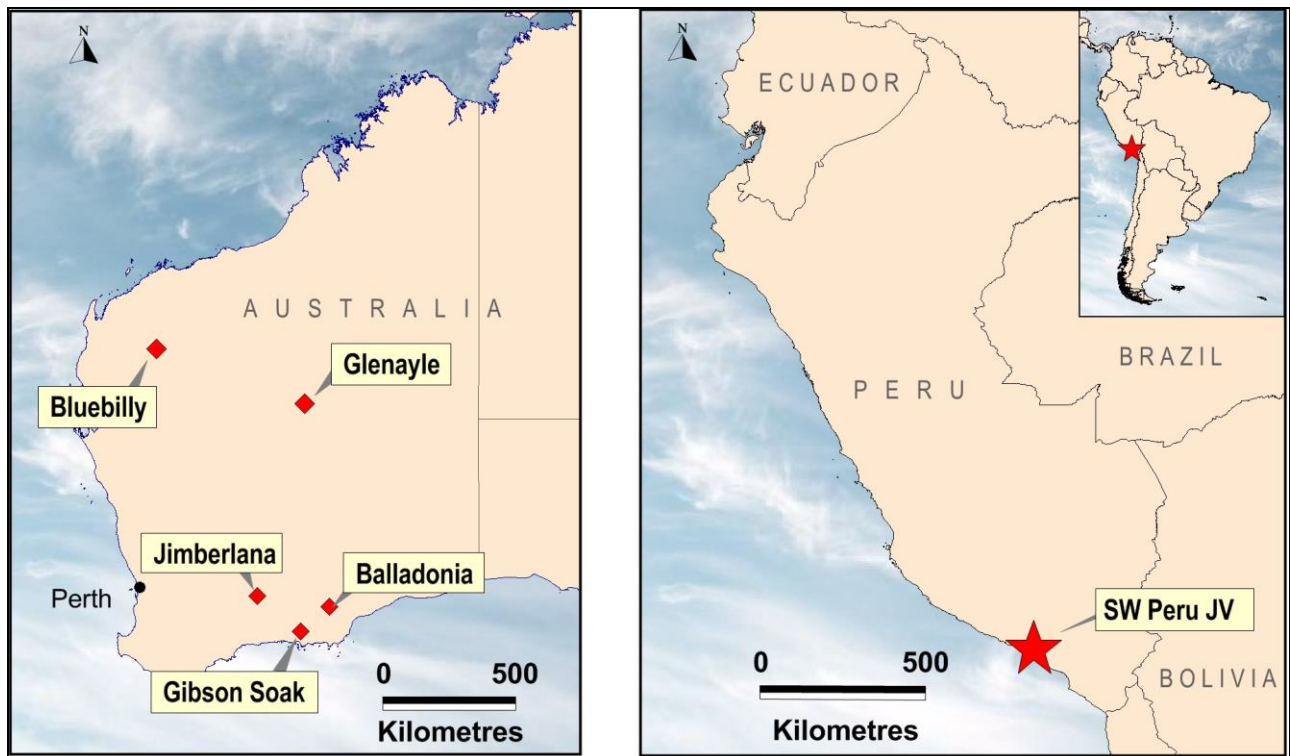 N
AUSTRALIA
Glenayle
Bluebilly
Jimberlana
Balladonia
Perth
Gibson Soak
0 500
Kilometres
N
ECUADOR
BRAZIL
PERU
SW Peru JV
0 500
Kilometres
BOLIVIA